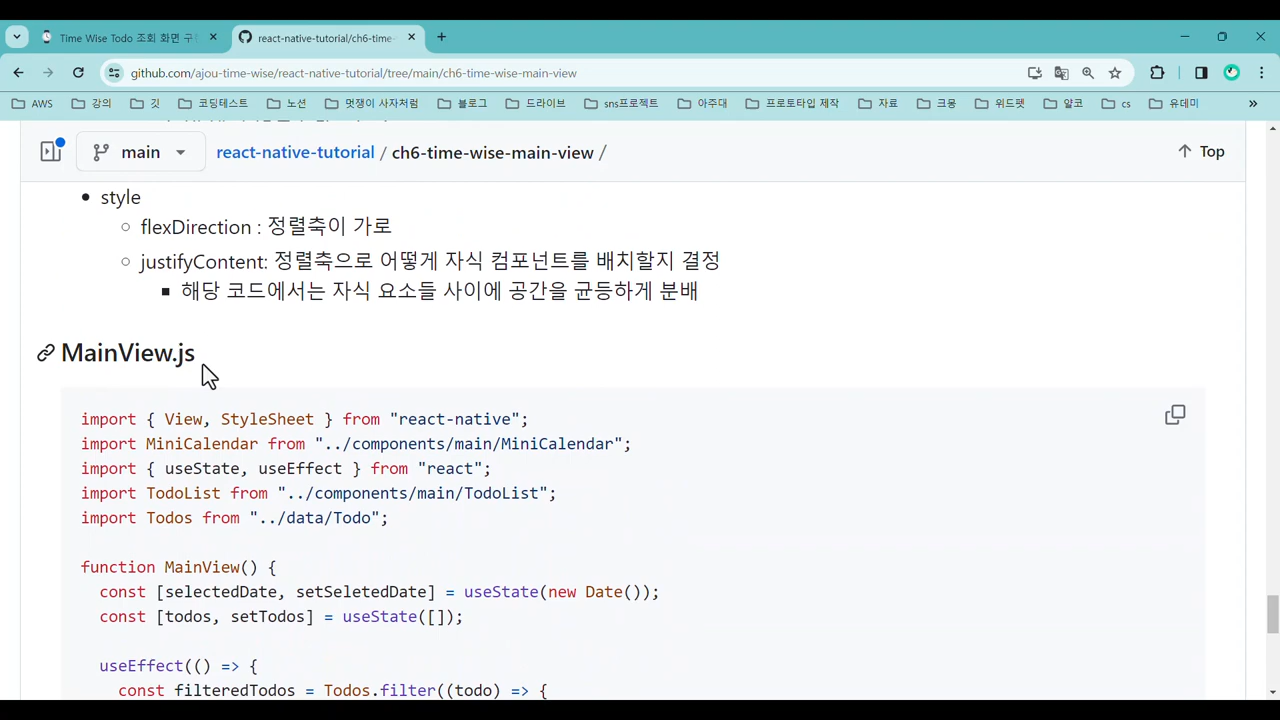 Time Wise Todo 조회 화면 구
react-native-tutorial/ch6-time-
github.com/ajou-time-wise/react-native-tutorial/tree/main/ch6-time-wise-main-view
AWS 강의 깃 코딩테스트 노션 멋쟁이 사자처럼 블로그 드라이브 sns프로젝트 아주대 프로토타입 제작 자료 크몽 위드펫 얄코 cs 유데미 »
main react-native-tutorial / ch6-time-wise-main-view / Top
style
flexDirection : 정렬축이 가로
justifyContent: 정렬축으로 어떻게 자식 컴포넌트를 배치할지 결정
해당 코드에서는 자식 요소들 사이에 공간을 균등하게 분배
MainView.js
import { View, StyleSheet } from "react-native";
import MiniCalendar from "../components/main/MiniCalendar";
import { useState, useEffect } from "react";
import TodoList from "../components/main/TodoList";
import Todos from "../data/Todo";
function MainView() {
const [selectedDate, setSeletedDate] = useState(new Date());
const [todos, setTodos] = useState([]);
useEffect(() => {
const filteredTodos = Todos.filter((todo) => {